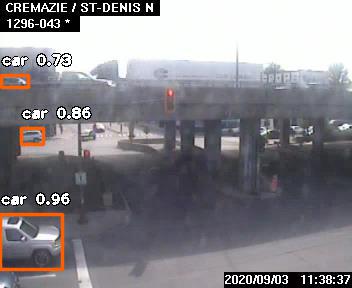 CREMAZIE / ST-DENIS N
1296-043 *
car 0.73
car 0.86
car 0.96
2020/09/03 11:38:37